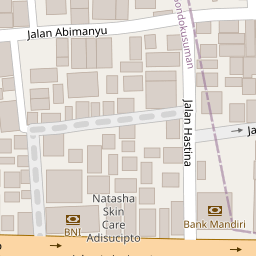 Jalan Abimanyu
ondokusuman
Jalan Hastina
Ja
Natasha
Skin
Care
Adisucipto
BNI
Bank Mandiri